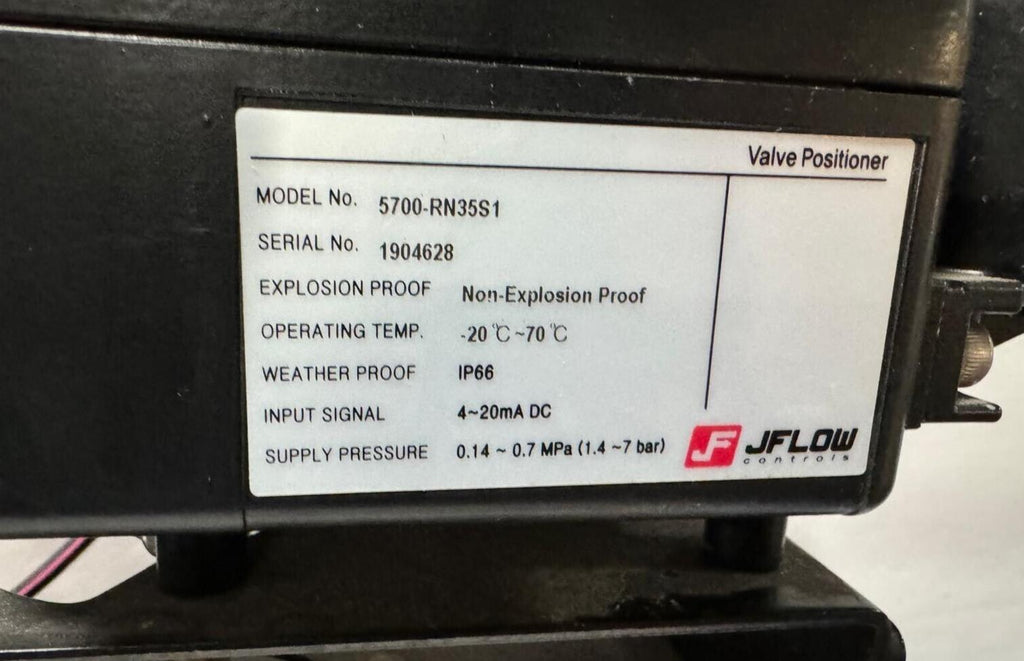 Valve Positioner
MODEL No. 5700-RN35S1
SERIAL No. 1904628
EXPLOSION PROOF Non-Explosion Proof
OPERATING TEMP. -20℃~70℃
WEATHER PROOF IP66
INPUT SIGNAL 4~20mA DC
SUPPLY PRESSURE 0.14 ~ 0.7 MPa (1.4 ~7 bar)
JF JFLOW
controls